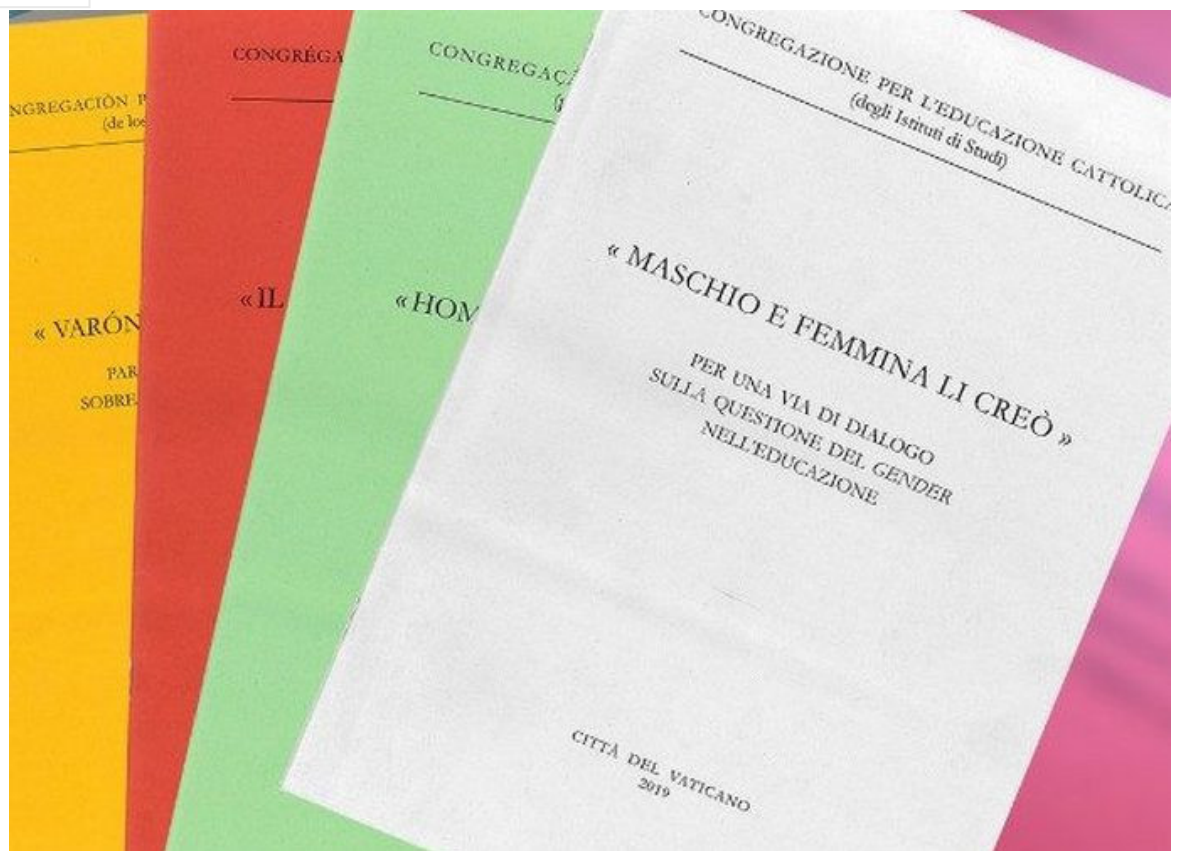 NGREGACIÓN P
(de los
« VARÓN
PAR
SOBRE
CONGRÉGA
« IL
CONGREGAÇÃ
« HOM
CONGREGAZIONE PER L'EDUCAZIONE CATTOLICA
(degli Istituti di Studi)
« MASCHIO E FEMMINA LI CREÒ »
PER UNA VIA DI DIALOGO
SULLA QUESTIONE DEL GENDER
NELL'EDUCAZIONE
CITTÀ DEL VATICANO
2019